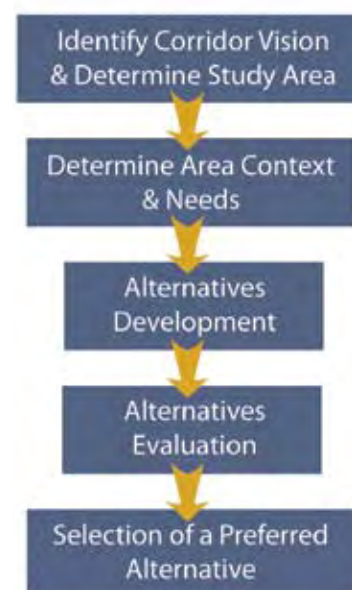 Identify Corridor Vision
& Determine Study Area
Determine Area Context
& Needs
Alternatives
Development
Alternatives
Evaluation
Selection of a Preferred
Alternative